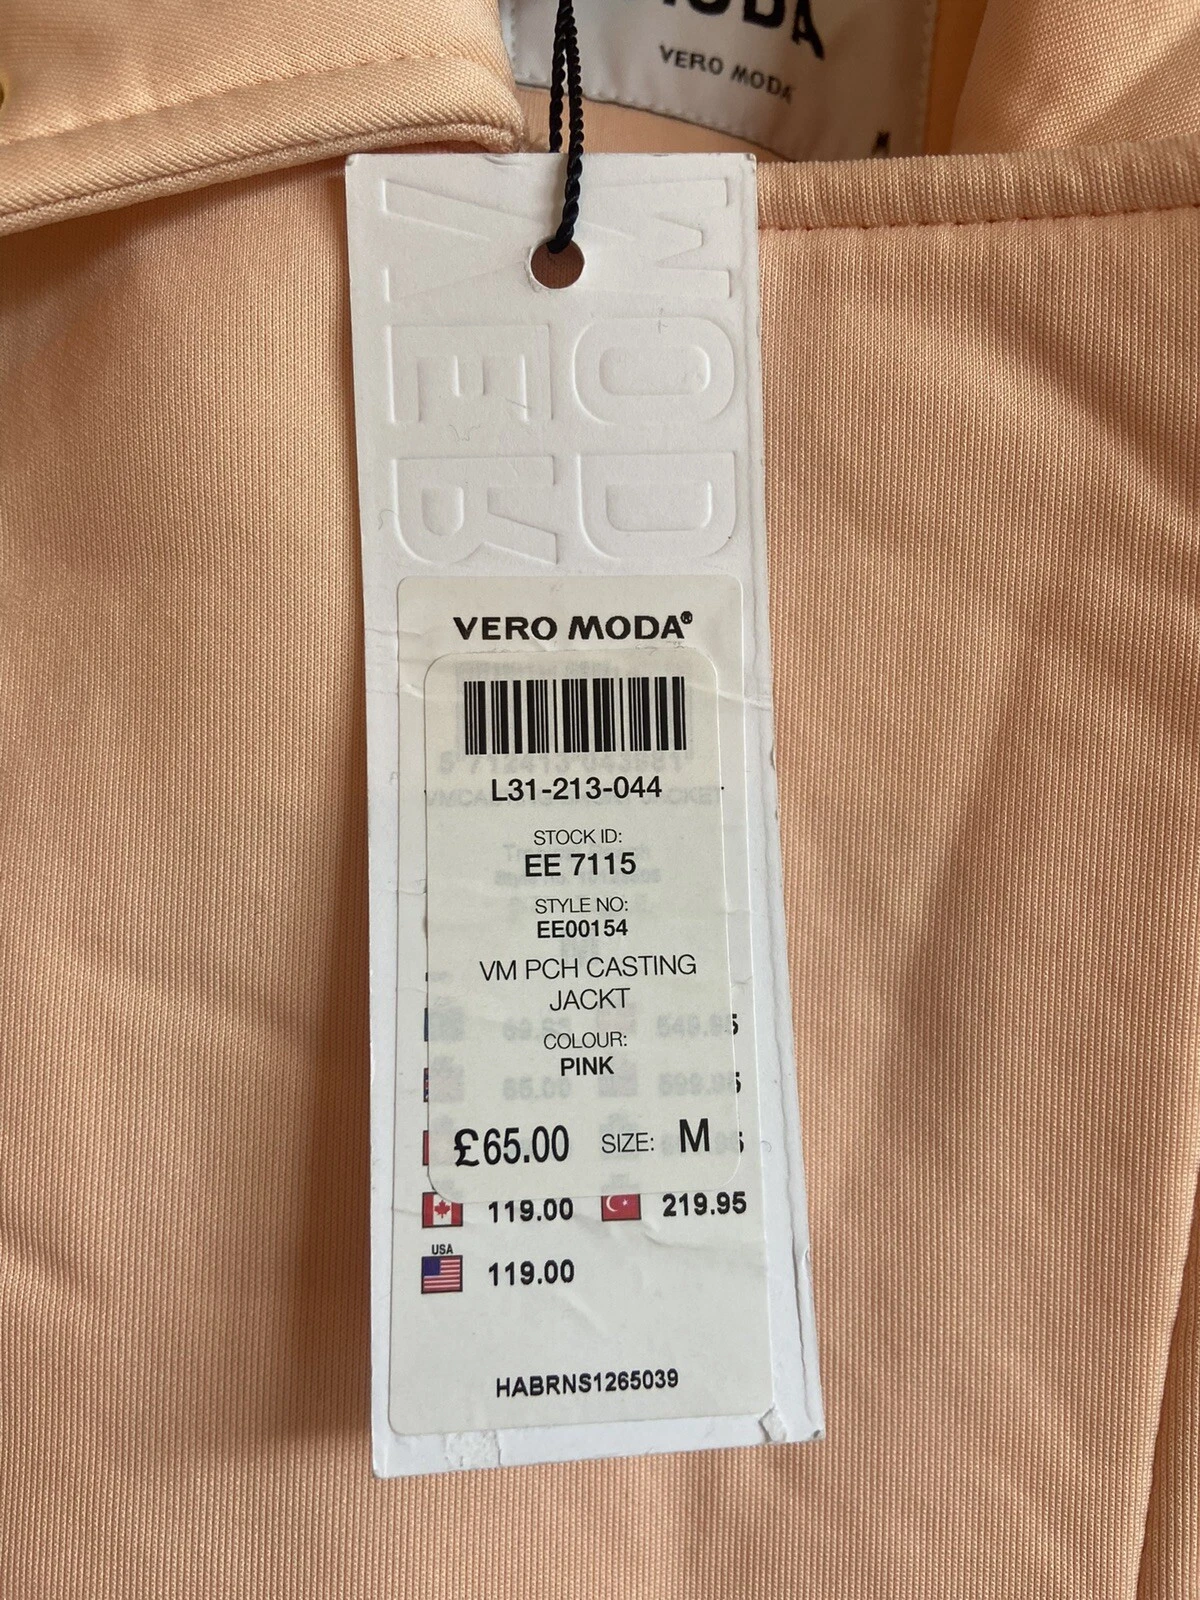 MODA
VERO MODA
M
VERO
MODA
VERO MODA®
L31-213-044
STOCK ID:
EE 7115
STYLE NO:
EE00154
VM PCH CASTING
JACKT
COLOUR:
PINK
£65.00 SIZE: M
119.00 219.95
USA
119.00
HABRNS1265039